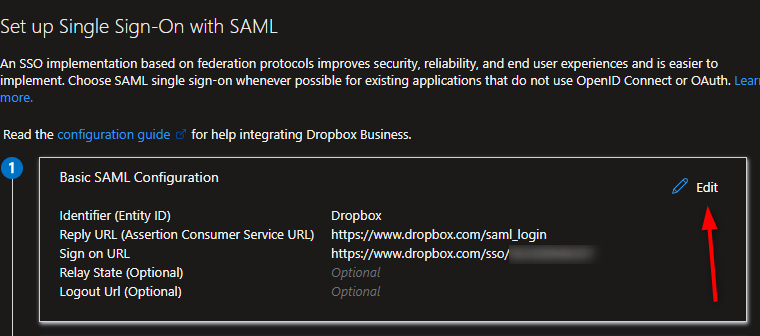 Set up Single Sign-On with SAML
An SSO implementation based on federation protocols improves security, reliability, and end user experiences and is easier to
implement. Choose SAML single sign-on whenever possible for existing applications that do not use OpenID Connect or OAuth. Lear
more.
Read the configuration guide for help integrating Dropbox Business.
1
Basic SAML Configuration
Edit
Identifier (Entity ID) Dropbox
Reply URL (Assertion Consumer Service URL) https://www.dropbox.com/saml_login
Sign on URL https://www.dropbox.com/sso/
Relay State (Optional) Optional
Logout Url (Optional) Optional